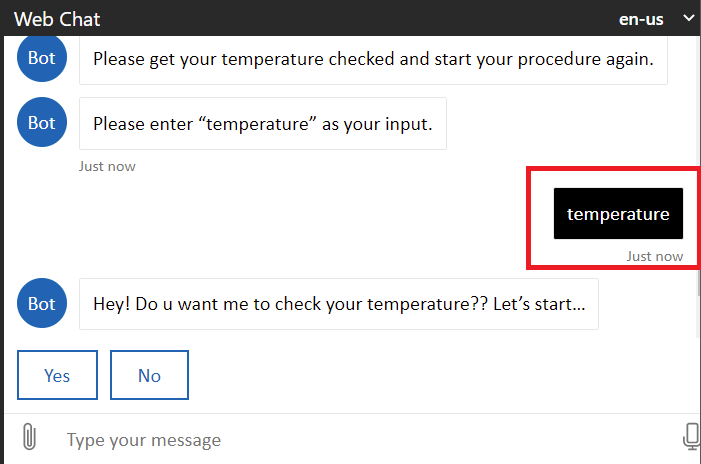 Web Chat
en-us
Bot
Please get your temperature checked and start your procedure again.
Bot
Please enter “temperature” as your input.
Just now
temperature
Just now
Bot
Hey! Do u want me to check your temperature?? Let’s start...
Yes
No
Type your message